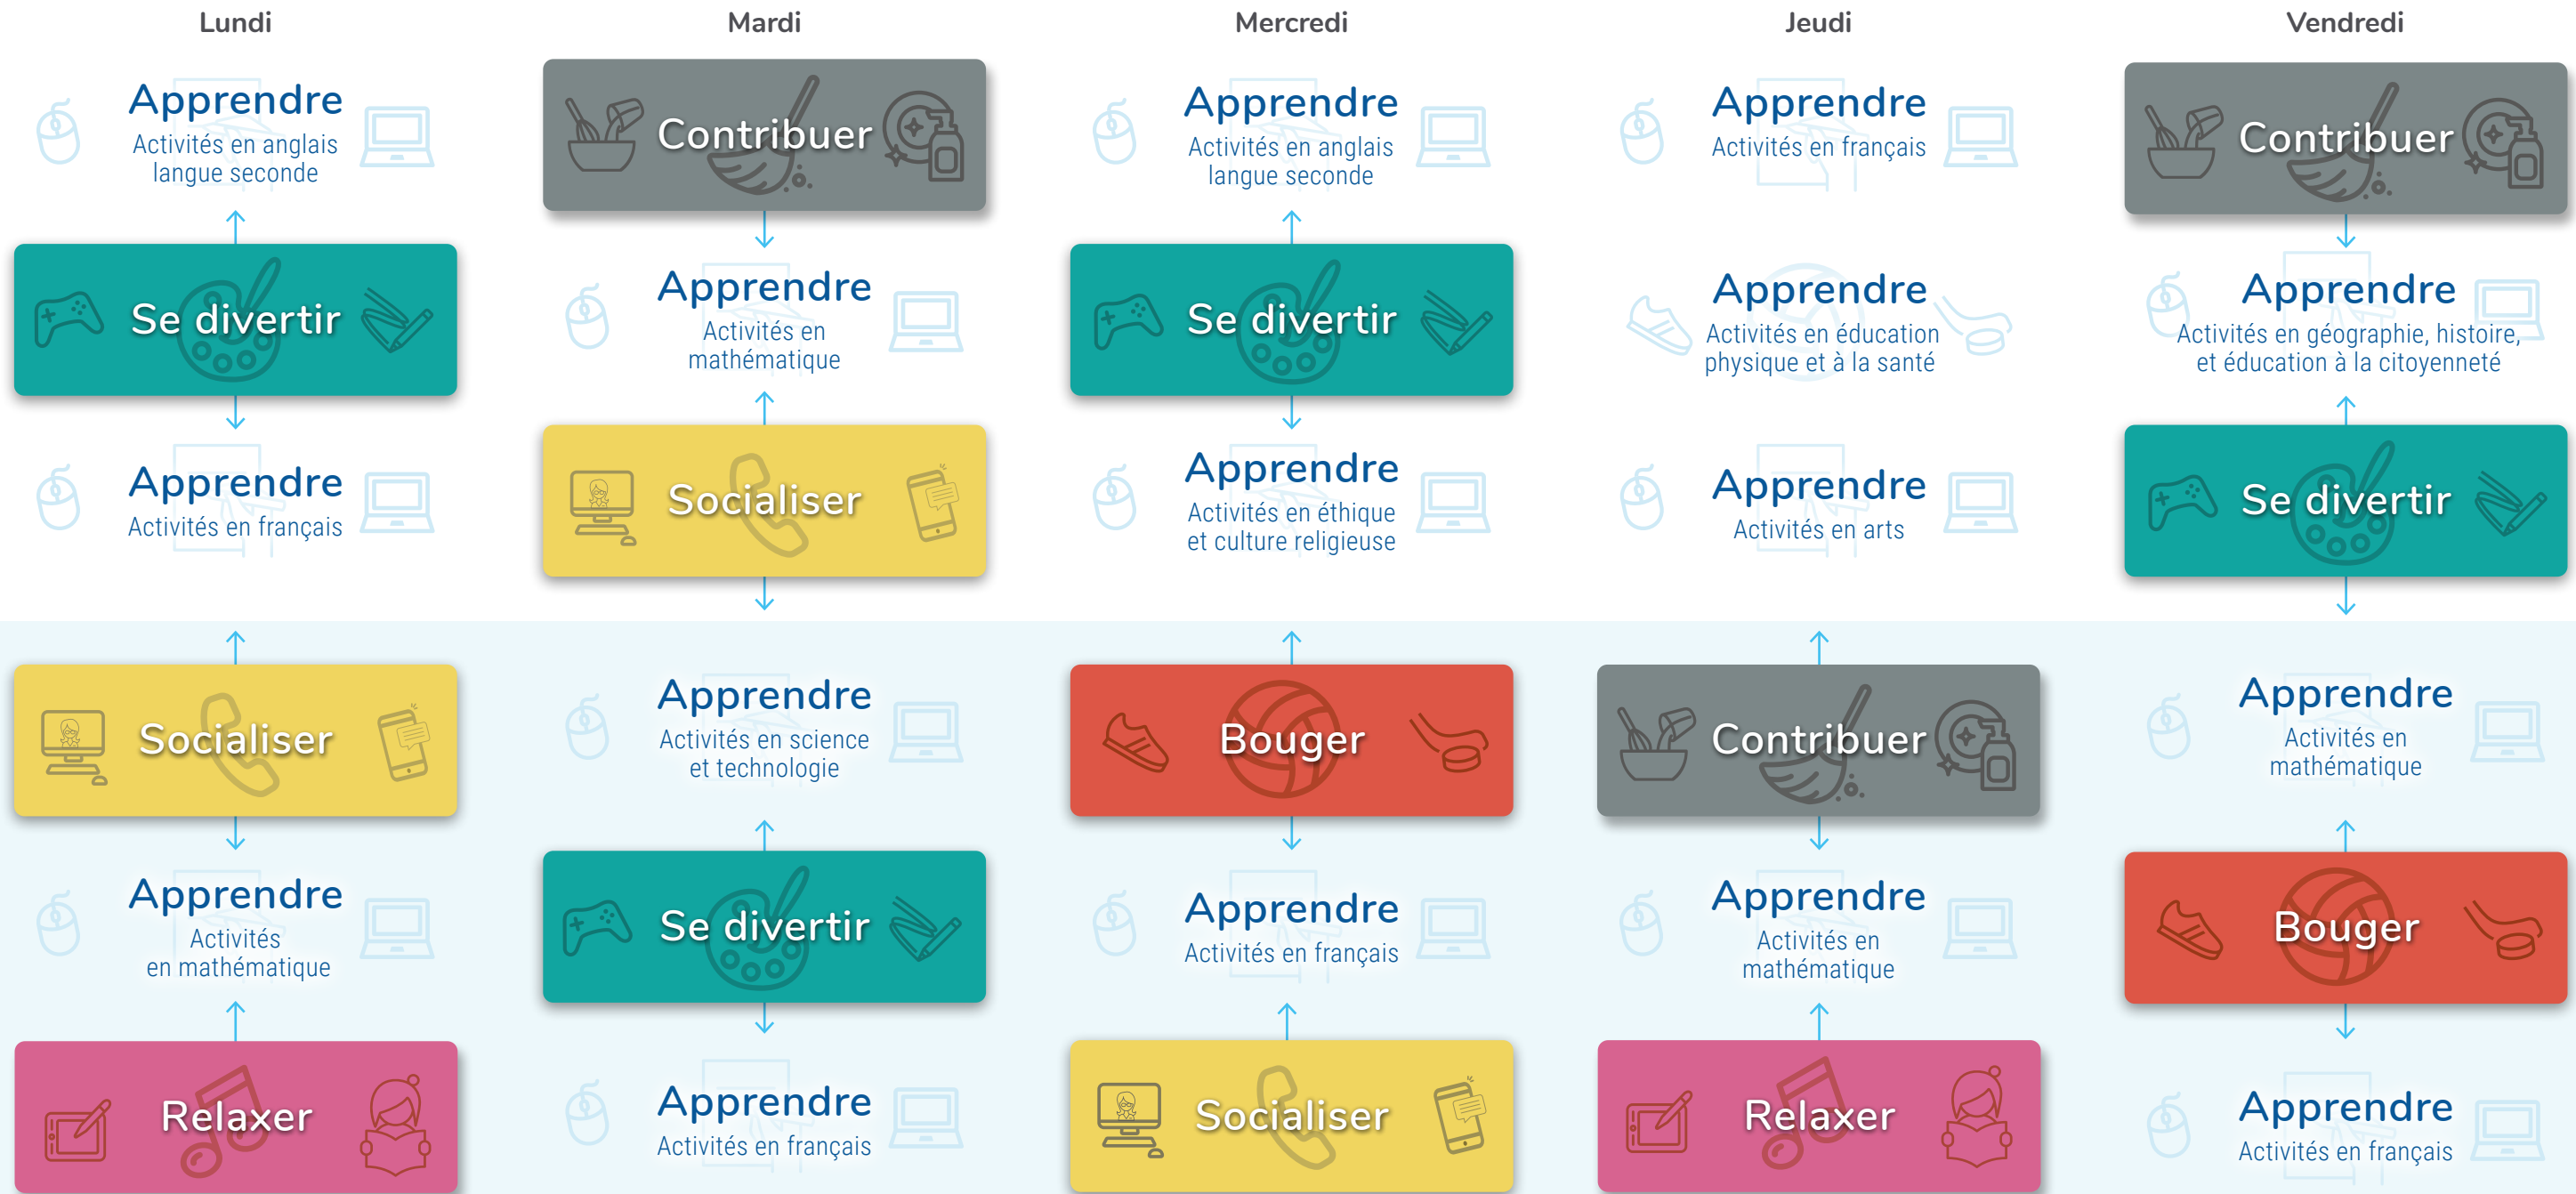 Lundi
Mardi
Mercredi
Jeudi
Vendredi
Apprendre
Activités en anglais
langue seconde
Contribuer
Apprendre
Activités en anglais
langue seconde
Apprendre
Activités en français
Contribuer
Se divertir
Apprendre
Activités en
mathématique
Se divertir
Apprendre
Activités en éducation
physique et à la santé
Apprendre
Activités en géographie, histoire,
et éducation à la citoyenneté
Apprendre
Activités en français
Socialiser
Apprendre
Activités en éthique
et culture religieuse
Apprendre
Activités en arts
Se divertir
Socialiser
Apprendre
Activités en science
et technologie
Bouger
Contribuer
Apprendre
Activités en
mathématique
Apprendre
Activités
en mathématique
Se divertir
Apprendre
Activités en français
Apprendre
Activités en
mathématique
Bouger
Relaxer
Apprendre
Activités en français
Socialiser
Relaxer
Apprendre
Activités en français